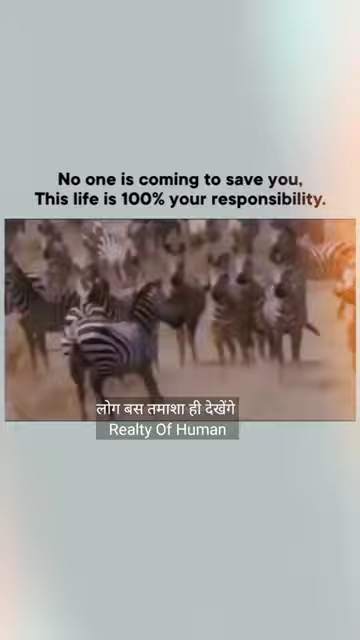 No one is coming to save you,
This life is 100% your responsibility.
लोग बस तमाशा ही देखेंगे
Realty Of Human